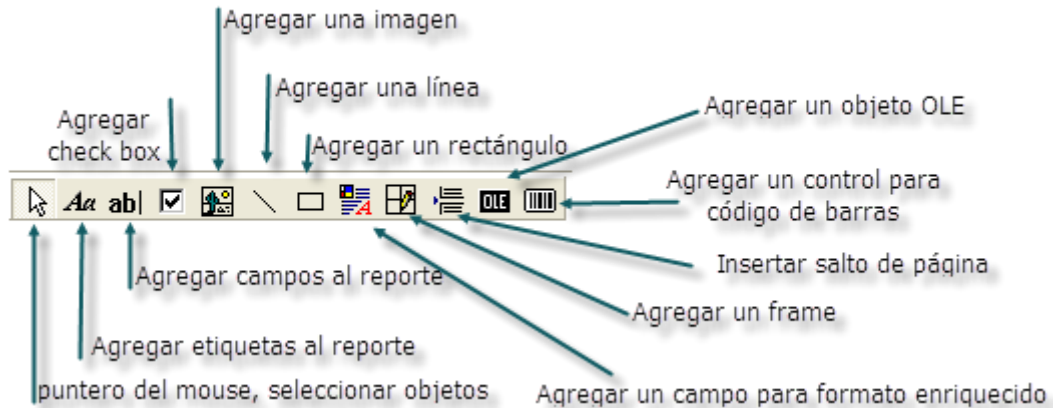 Agregar una imagen
Agregar una línea
Agregar un objeto OLE
Agregar
check box
Agregar un rectángulo
Agregar un control para
código de barras
Aa ab| OLE
Insertar salto de página
Agregar campos al reporte
Agregar un frame
Agregar etiquetas al reporte
puntero del mouse, seleccionar objetos
Agregar un campo para formato enriquecido